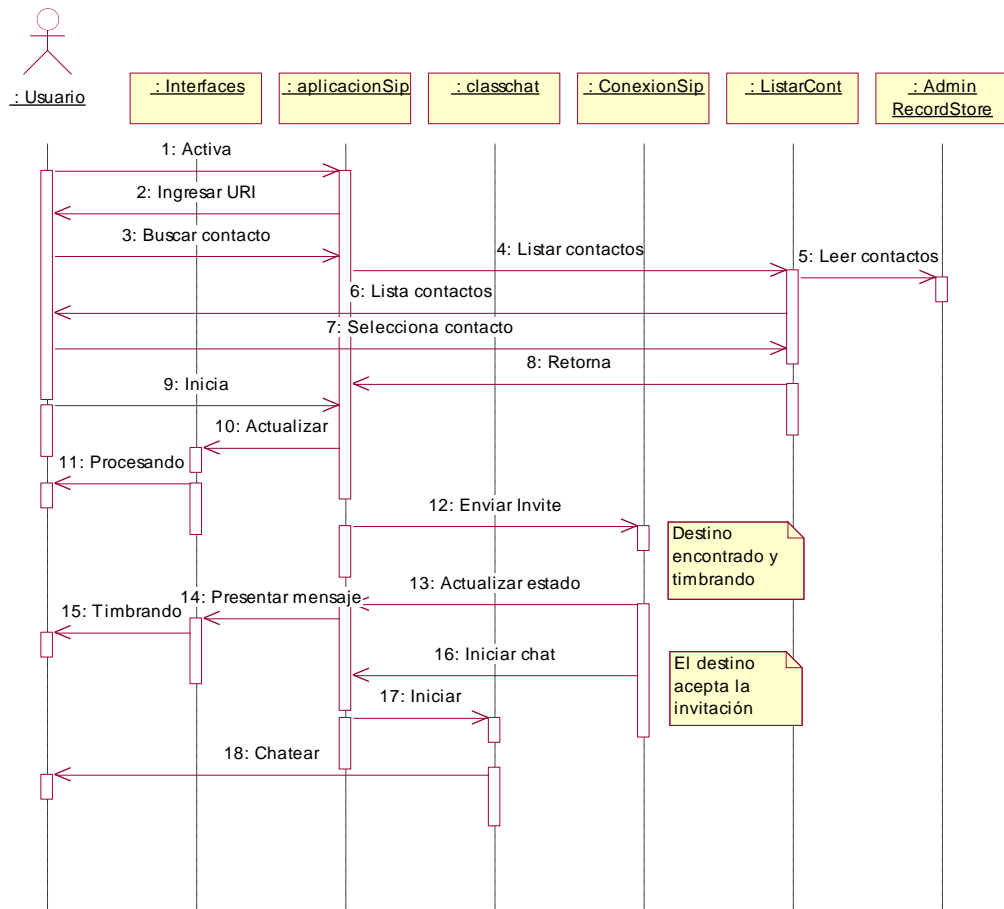 : Usuario
: Interfaces
: aplicacionSip
: classchat
: ConexionSip
: ListarCont
: Admin
RecordStore
1: Activa
2: Ingresar URI
3: Buscar contacto
4: Listar contactos
5: Leer contactos
6: Lista contactos
7: Selecciona contacto
8: Retorna
9: Inicia
10: Actualizar
11: Procesando
12: Enviar Invite
Destino
encontrado y
timbrando
13: Actualizar estado
14: Presentar mensaje
15: Timbrando
16: Iniciar chat
El destino
acepta la
invitación
17: Iniciar
18: Chatear